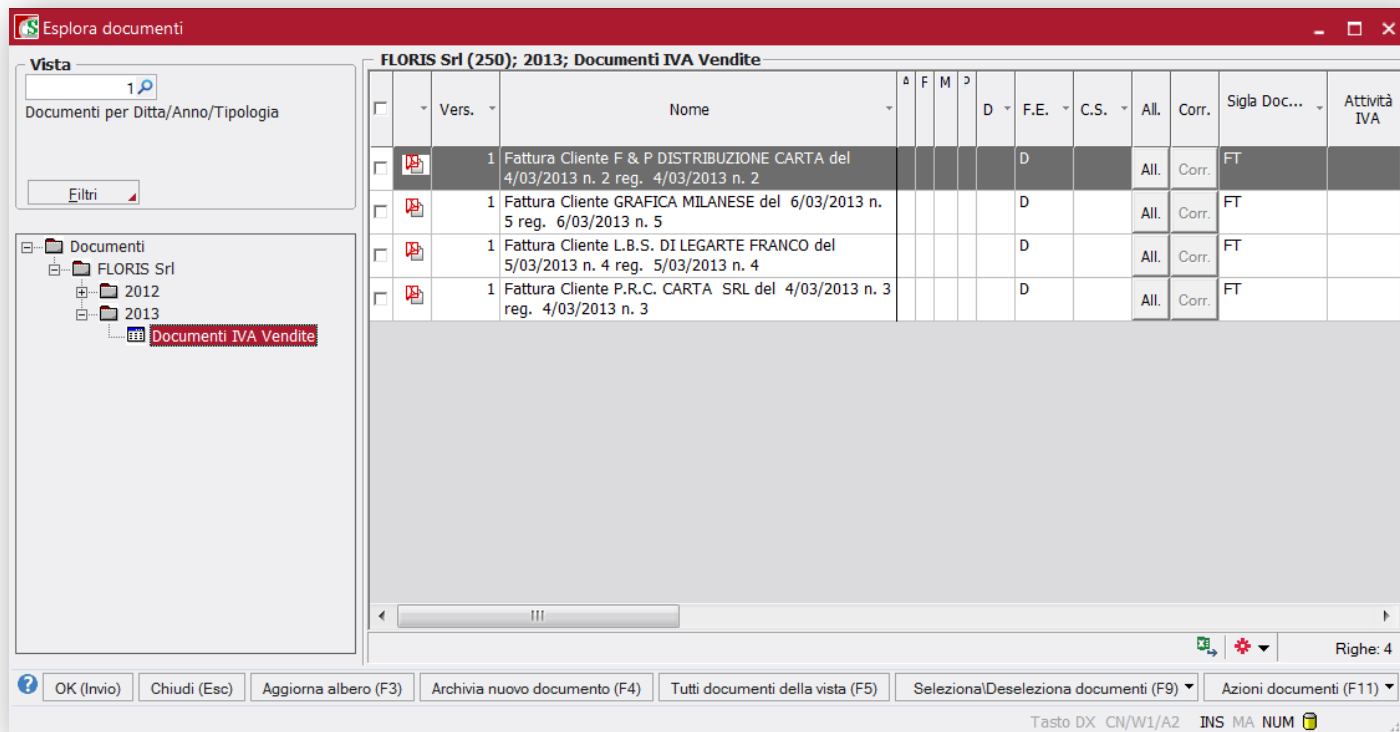 Esplora documenti
Vista
1
Documenti per Ditta/Anno/Tipologia
Filtri
Documenti
FLORIS Srl
2012
2013
Documenti IVA Vendite
FLORIS Srl (250); 2013; Documenti IVA Vendite
Vers. Nome A F M D F.E. C.S. All. Corr. Sigla Doc... Attività
IVA
1 Fattura Cliente F & P DISTRIBUZIONE CARTA del D All. Corr. FT
4/03/2013 n. 2 reg. 4/03/2013 n. 2
1 Fattura Cliente GRAFICA MILANESE del 6/03/2013 n. D All. Corr. FT
5 reg. 6/03/2013 n. 5
1 Fattura Cliente L.B.S. DI LEGARTE FRANCO del D All. Corr. FT
5/03/2013 n. 4 reg. 5/03/2013 n. 4
1 Fattura Cliente P.R.C. CARTA SRL del 4/03/2013 n. 3 D All. Corr. FT
reg. 4/03/2013 n. 3
Righe: 4
OK (Invio) Chiudi (Esc) Aggiorna albero (F3) Archivia nuovo documento (F4) Tutti documenti della vista (F5) Seleziona\Deseleziona documenti (F9) Azioni documenti (F11)
Tasto DX CN/W1/A2 INS MA NUM